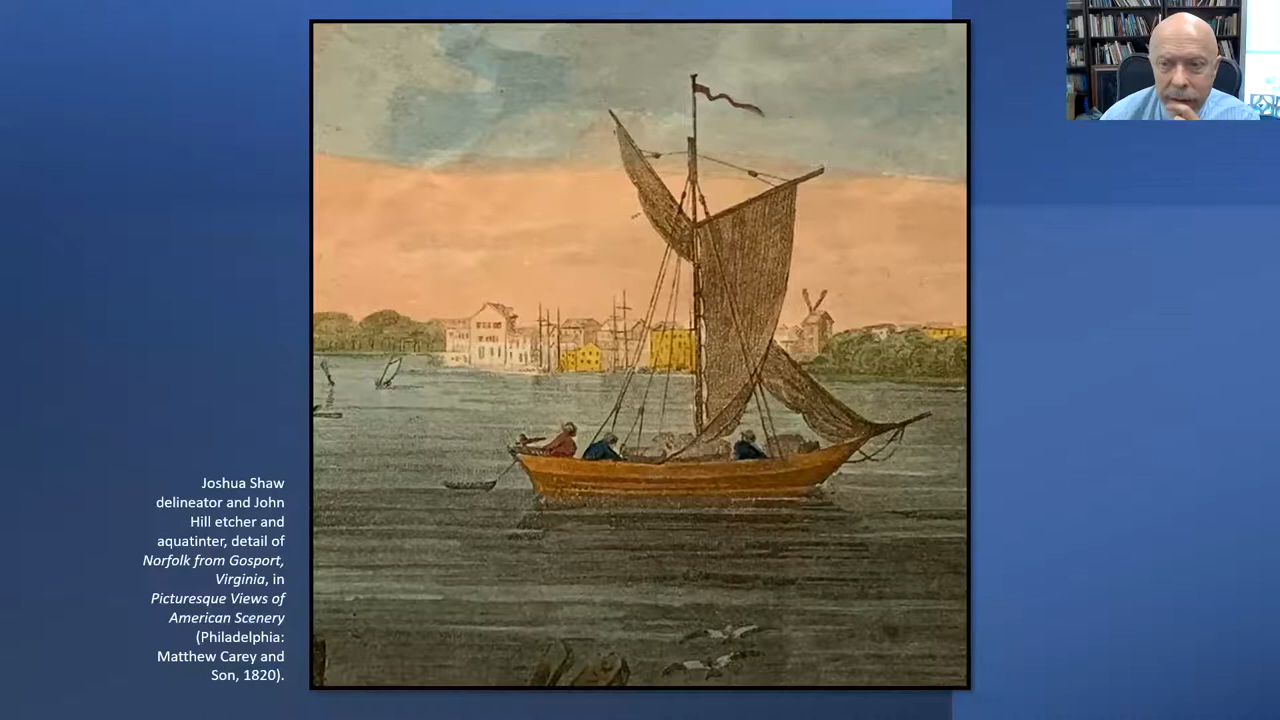 Joshua Shaw
delineator and John
Hill etcher and
aquatinter, detail of
Norfolk from Gosport,
Virginia, in
Picturesque Views of
American Scenery
(Philadelphia:
Matthew Carey and
Son, 1820).